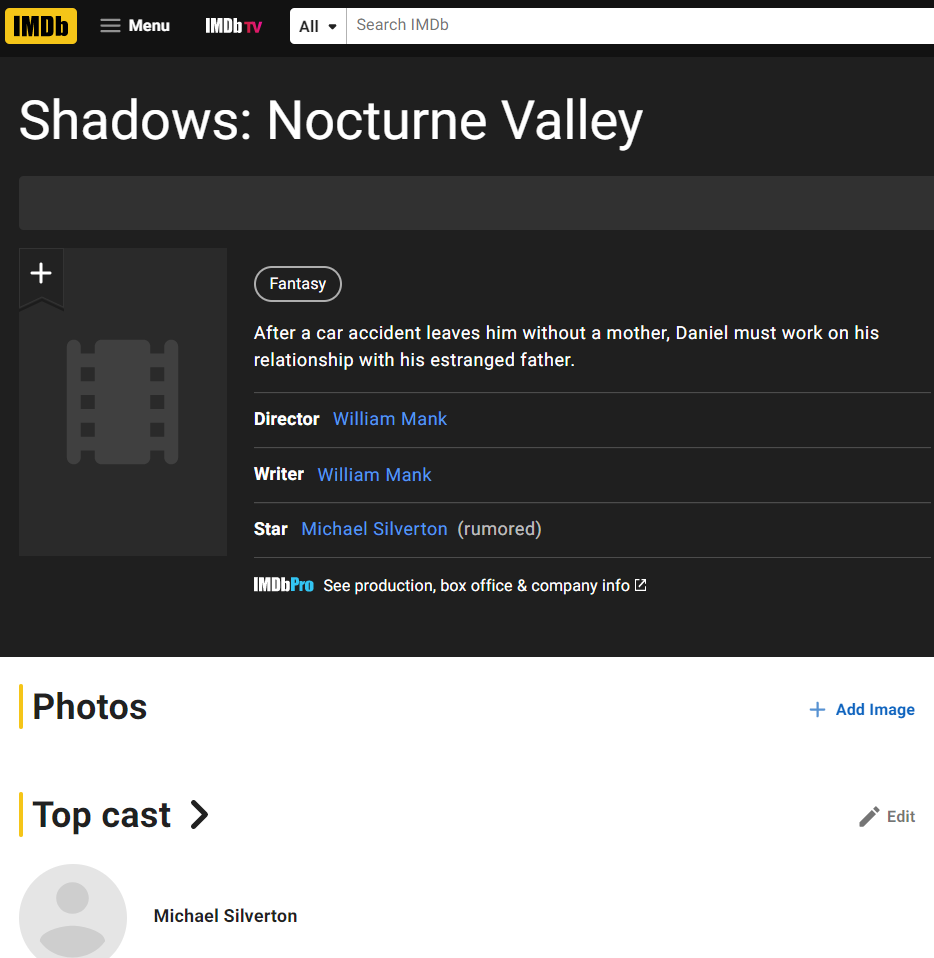 IMDb Menu IMDb TV All Search IMDb
Shadows: Nocturne Valley
Fantasy
After a car accident leaves him without a mother, Daniel must work on his
relationship with his estranged father.
Director William Mank
Writer William Mank
Star Michael Silverton (rumored)
IMDbPro See production, box office & company info
Photos
Add Image
Top cast
Edit
Michael Silverton